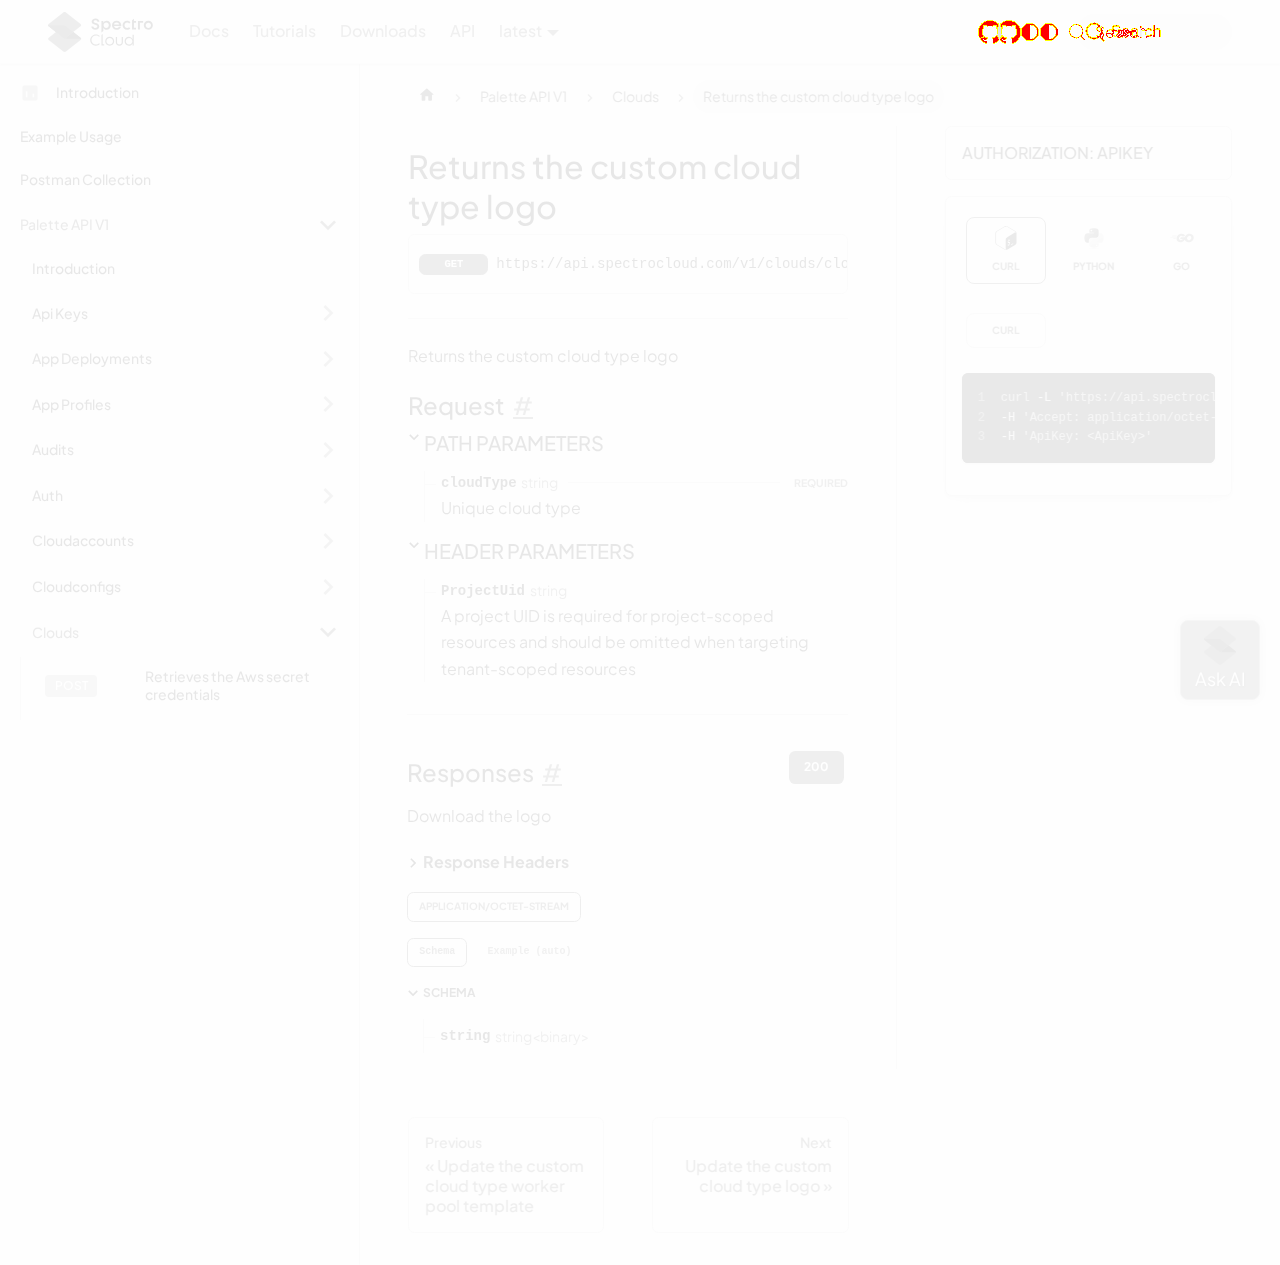 Spectro
Cloud
Docs
Tutorials
Downloads
API
latest
Introduction
Example Usage
Postman Collection
Palette API V1
Introduction
Api Keys
App Deployments
App Profiles
Audits
Auth
Cloudaccounts
Cloudconfigs
Clouds
POST
Retrieves the Aws secret
credentials
Palette API V1
Clouds
Returns the custom cloud type logo
Returns the custom cloud
type logo
GET https://api.spectrocloud.com/v1/clouds/clo
Returns the custom cloud type logo
Request #
PATH PARAMETERS
cloudType string REQUIRED
Unique cloud type
HEADER PARAMETERS
ProjectUid string
A project UID is required for project-scoped
resources and should be omitted when targeting
tenant-scoped resources
Responses #
200
Download the logo
Response Headers
APPLICATION/OCTET-STREAM
Schema
Example (auto)
SCHEMA
string string<binary>
Previous
« Update the custom
cloud type worker
pool template
Next
Update the custom
cloud type logo »
AUTHORIZATION: APIKEY
CURL
PYTHON
GO
GO
CURL
1 curl -L 'https://api.spectrocl
2 -H 'Accept: application/octet-
3 -H 'ApiKey: <ApiKey>'
Ask AI